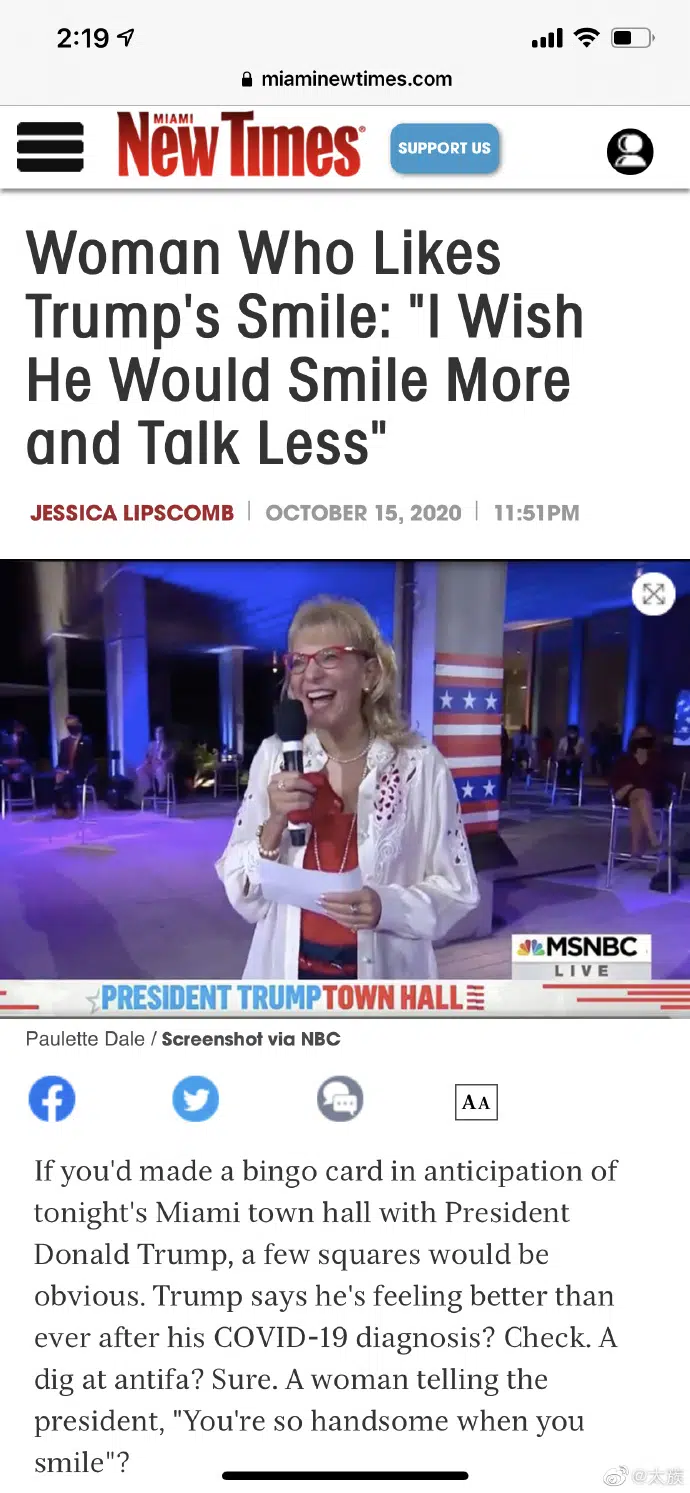 2:19
miaminewtimes.com
MIAMI
New Times
SUPPORT US
Woman Who Likes
Trump's Smile: "I Wish
He Would Smile More
and Talk Less"
JESSICA LIPSCOMB | OCTOBER 15, 2020 | 11:51PM
MSNBC
LIVE
PRESIDENT TRUMP TOWN HALL
Paulette Dale / Screenshot via NBC
AA
If you'd made a bingo card in anticipation of
tonight's Miami town hall with President
Donald Trump, a few squares would be
obvious. Trump says he's feeling better than
ever after his COVID-19 diagnosis? Check. A
dig at antifa? Sure. A woman telling the
president, "You're so handsome when you
smile"?